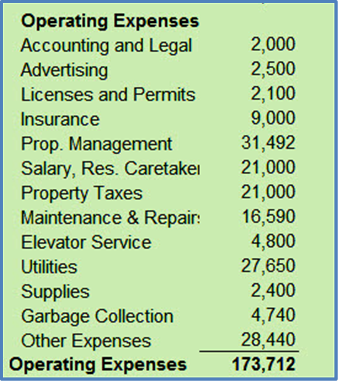 Operating Expenses
Accounting and Legal 2,000
Advertising 2,500
Licenses and Permits 2,100
Insurance 9,000
Prop. Management 31,492
Salary, Res. Caretaker 21,000
Property Taxes 21,000
Maintenance & Repairs 16,590
Elevator Service 4,800
Utilities 27,650
Supplies 2,400
Garbage Collection 4,740
Other Expenses 28,440
Operating Expenses 173,712